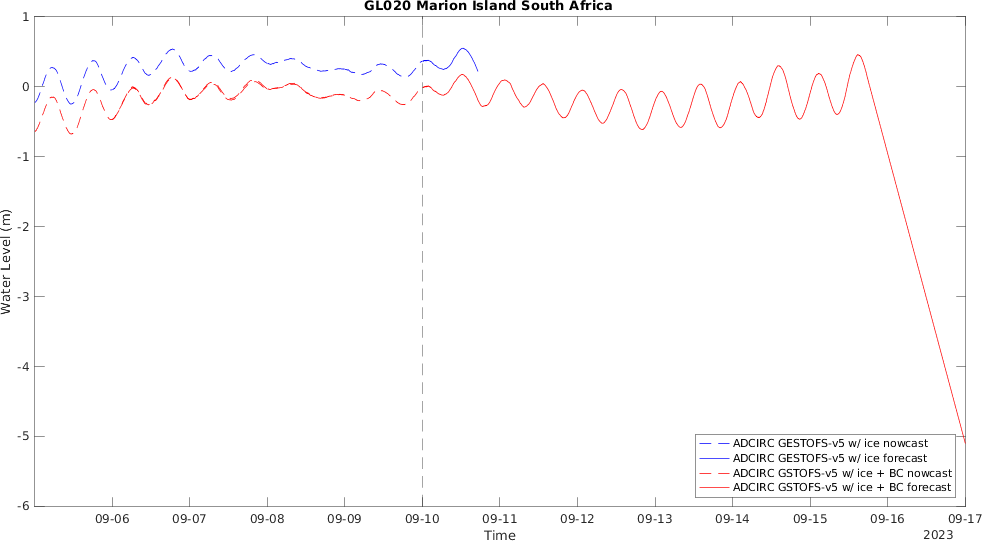 GL020 Marion Island South Africa
1
0
-1
-2
-3
-4
-5
-6
Water Level (m)
ADCIRC GESTOFS-v5 w/ ice nowcast
ADCIRC GESTOFS-v5 w/ ice forecast
ADCIRC GSTOFS-v5 w/ ice + BC nowcast
ADCIRC GSTOFS-v5 w/ ice + BC forecast
09-06 09-07 09-08 09-09 09-10 09-11 09-12 09-13 09-14 09-15 09-16 09-17
Time
2023